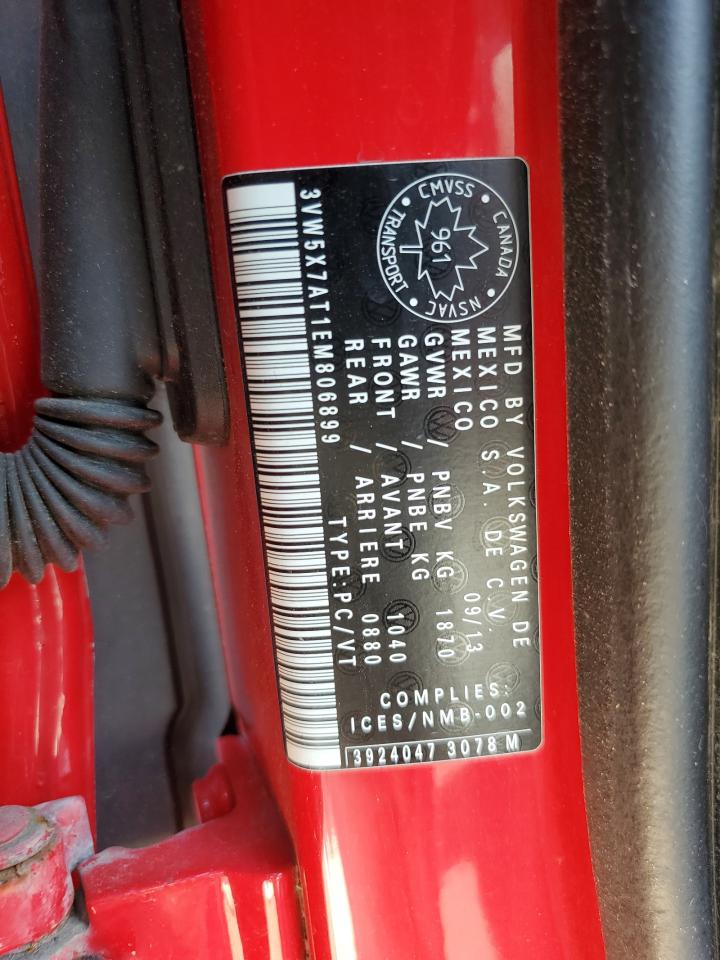 MFD BY VOLKSWAGEN DE
MEXICO S.A. DE C.V.
MEXICO 09/13
GVWR / PNBV KG 1870
GAWR / PNBE KG
FRONT / AVANT 1040
REAR / ARRIERE 0880
TYPE:PC/VT
3VW5X7AT1EM806899
CMVSS • CANADA • NSVAC • TRANSPORT •
961
COMPLIES:
ICES/NMB-002
3924047 3078 M